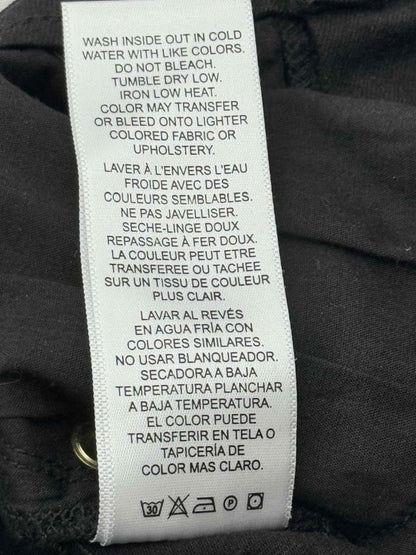 WASH INSIDE OUT IN COLD
WATER WITH LIKE COLORS.
DO NOT BLEACH.
TUMBLE DRY LOW.
IRON LOW HEAT.
COLOR MAY TRANSFER
OR BLEED ONTO LIGHTER
COLORED FABRIC OR
UPHOLSTERY.
LAVER À L'ENVERS L'EAU
FROIDE AVEC DES
COULEURS SEMBLABLES.
NE PAS JAVELLISER.
SECHE-LINGE DOUX
REPASSAGE À FER DOUX.
LA COULEUR PEUT ETRE
TRANSFEREE OU TACHEE
SUR UN TISSU DE COULEUR
PLUS CLAIR.
LAVAR AL REVÉS
EN AGUA FRÍA CON
COLORES SIMILARES.
NO USAR BLANQUEADOR.
SECADORA A BAJA
TEMPERATURA PLANCHAR
A BAJA TEMPERATURA.
EL COLOR PUEDE
TRANSFERIR EN TELA O
TAPICERÍA DE
COLOR MAS CLARO.
30 P